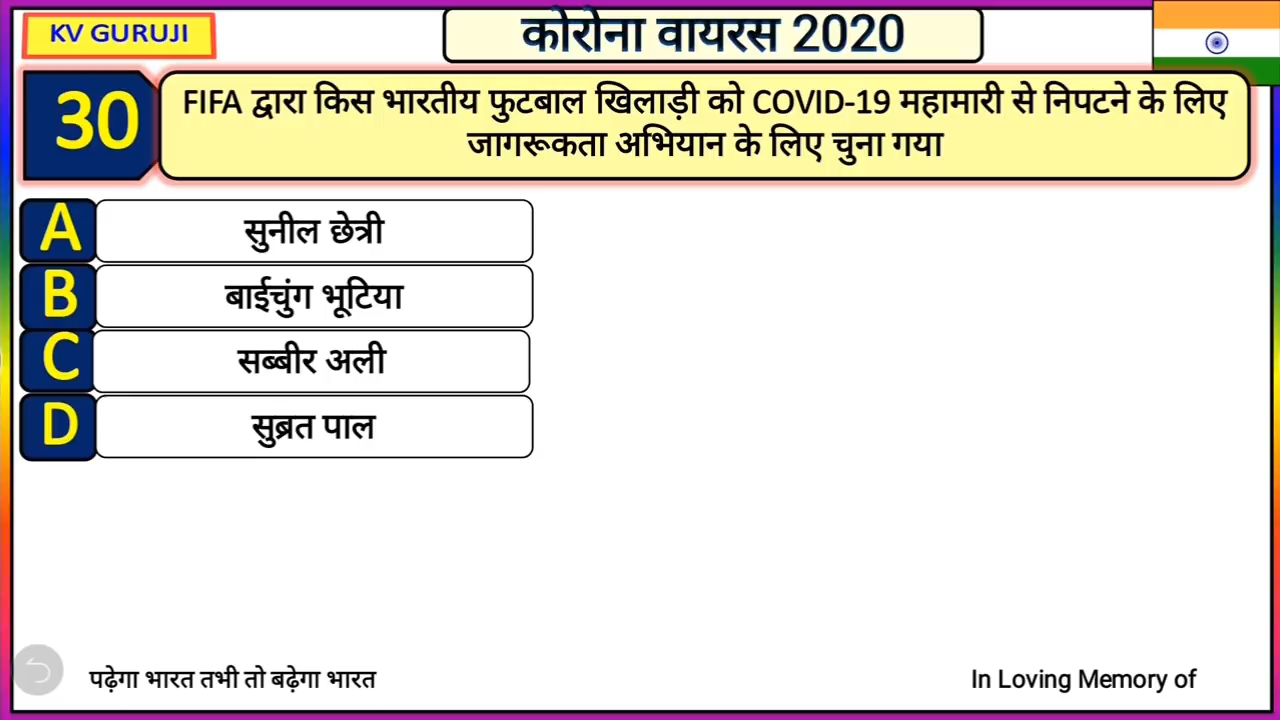 KV GURUJI
कोरोना वायरस 2020
30
FIFA द्वारा किस भारतीय फुटबाल खिलाड़ी को COVID-19 महामारी से निपटने के लिए
जागरूकता अभियान के लिए चुना गया
A सुनील छेत्री
B बाईचुंग भूटिया
C सब्बीर अली
D सुब्रत पाल
पढ़ेगा भारत तभी तो बढ़ेगा भारत
In Loving Memory of